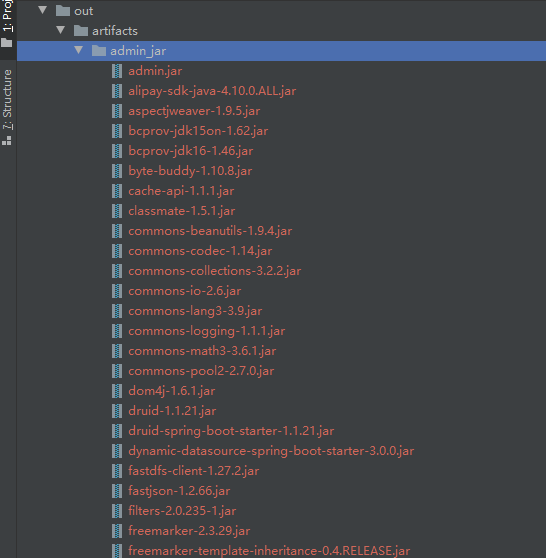 1: Proj
7: Structure
out
artifacts
admin_jar
admin.jar
alipay-sdk-java-4.10.0.ALL.jar
aspectjweaver-1.9.5.jar
bcprov-jdk15on-1.62.jar
bcprov-jdk16-1.46.jar
byte-buddy-1.10.8.jar
cache-api-1.1.1.jar
classmate-1.5.1.jar
commons-beanutils-1.9.4.jar
commons-codec-1.14.jar
commons-collections-3.2.2.jar
commons-io-2.6.jar
commons-lang3-3.9.jar
commons-logging-1.1.1.jar
commons-math3-3.6.1.jar
commons-pool2-2.7.0.jar
dom4j-1.6.1.jar
druid-1.1.21.jar
druid-spring-boot-starter-1.1.21.jar
dynamic-datasource-spring-boot-starter-3.0.0.jar
fastdfs-client-1.27.2.jar
fastjson-1.2.66.jar
filters-2.0.235-1.jar
freemarker-2.3.29.jar
freemarker-template-inheritance-0.4.RELEASE.jar